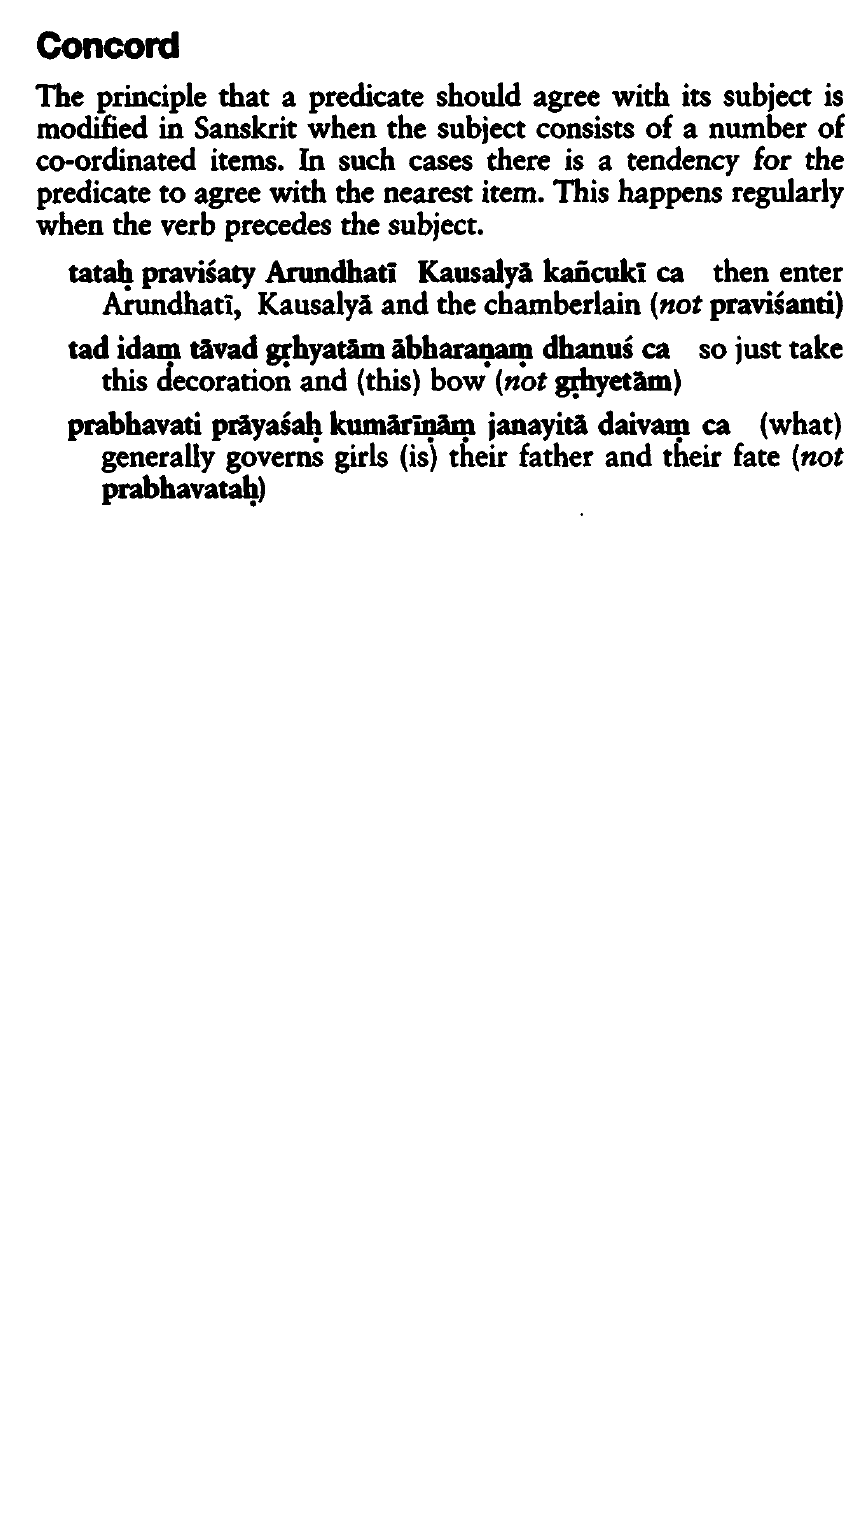 Concord
The principle that a predicate should agree with its subject is
modified in Sanskrit when the subject consists of a number of
co-ordinated items. In such cases there is a tendency for the
predicate to agree with the nearest item. This happens regularly
when the verb precedes the subject.
tataḥ praviśaty Arundhatī Kausalyā kañcukī ca then enter
Arundhatī, Kausalyā and the chamberlain (not praviśanti)
tad idaṃ tāvad gṛhyatām ābharaṇaṃ dhanuś ca so just take
this decoration and (this) bow (not gṛhyetām)
prabhavati prāyaśaḥ kumārīṇāṃ janayitā daivaṃ ca (what)
generally governs girls (is) their father and their fate (not
prabhavataḥ)